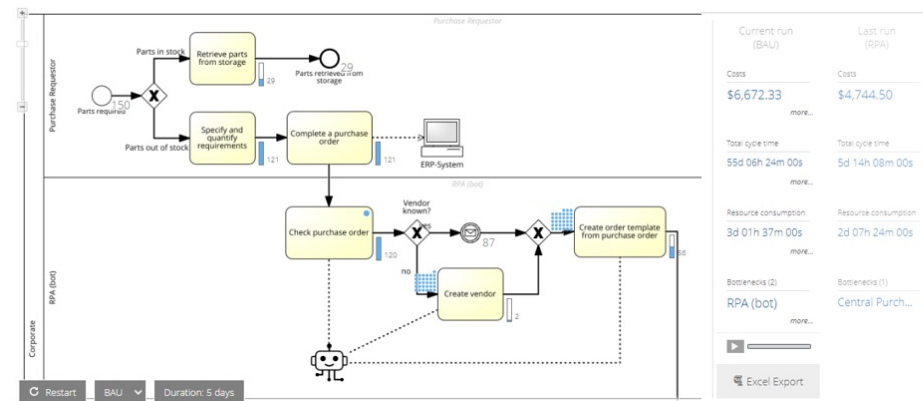 Purchase Requestor
Current run
(BAU)
Last run
(RPA)
Parts in stock
Retrieve parts
from storage
29
29
Parts retrieved from
storage
Costs
$6,672.33
more...
Costs
$4,744.50
Purchase Requestor
150
Parts required
Specify and
quantify
requirements
121
Complete a purchase
order
121
ERP-System
Parts out of stock
Total cycle time
55d 06h 24m 00s
more...
Total cycle time
5d 14h 08m 00s
RPA (bot)
Vendor
known?
yes
Check purchase order
120
87
Create order template
from purchase order
Resource consumption
3d 01h 37m 00s
more...
Resource consumption
2d 07h 24m 00s
no
Create vendor
2
RPA (bot)
Corporate
Bottlenecks (2)
RPA (bot)
more...
Bottlenecks (1)
Central Purch...
Restart
BAU
Duration: 5 days
Excel Export